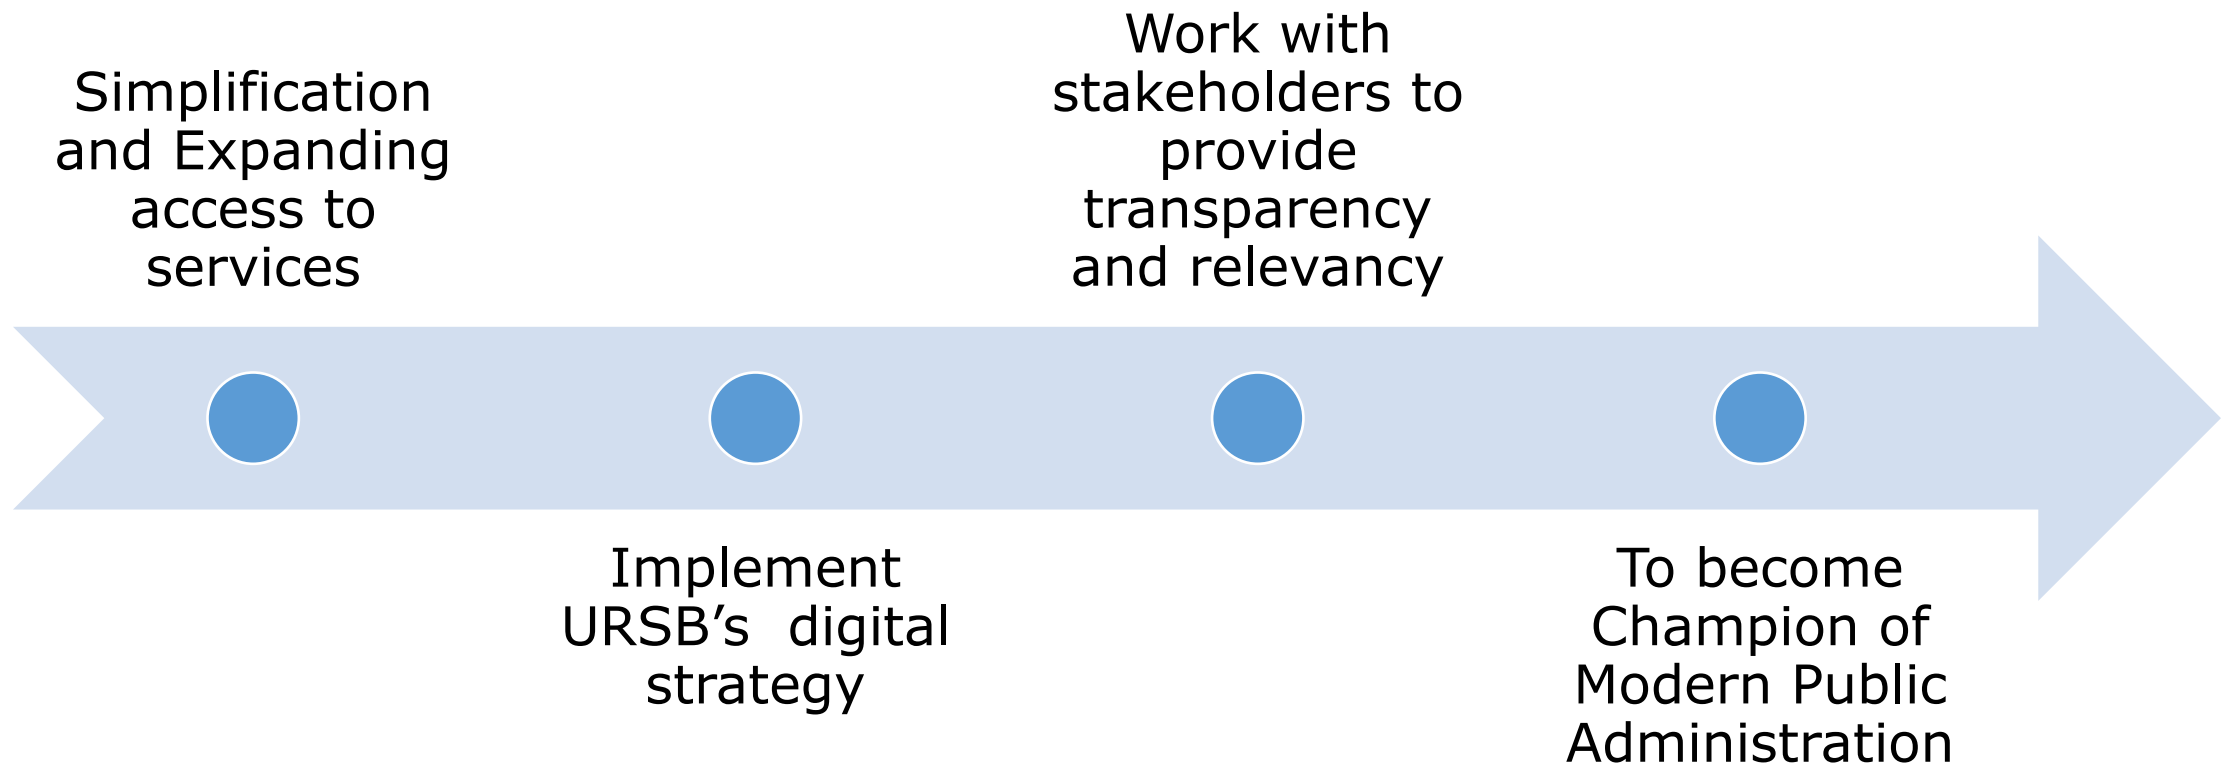 Simplification
and Expanding
access to
services
Implement
URSB’s  digital
strategy
Work with
stakeholders to
provide
transparency
and relevancy
To become
Champion of
Modern Public
Administration